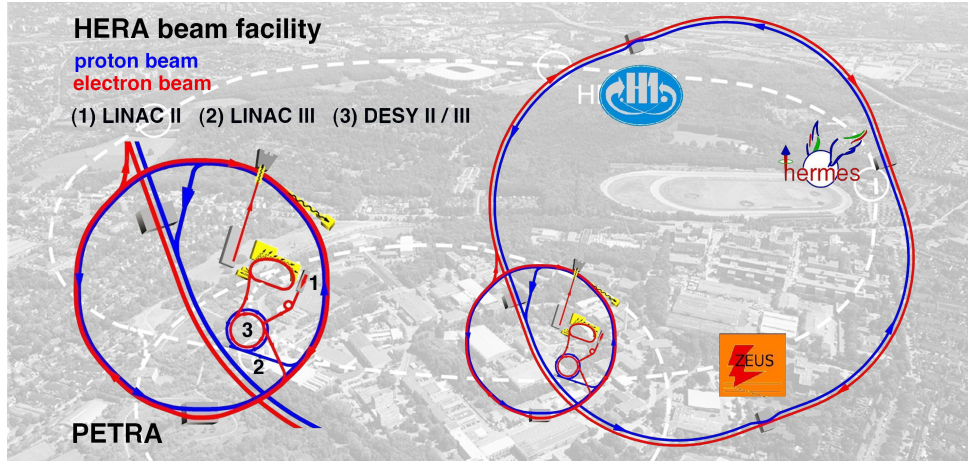 HERA beam facility
proton beam
electron beam
(1) LINAC II (2) LINAC III (3) DESY II / III
H1
hermes
1
3
2
ZEUS
PETRA